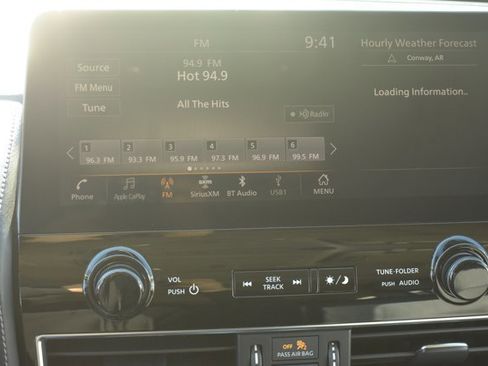 FM
9:41
Hourly Weather Forecast
Conway, AR
Loading Information..
Source
FM Menu
Tune
94.9 FM
Hot 94.9
All The Hits
HD Radio
1 2 3 4 5 6
96.3 FM 93.3 FM 95.9 FM 97.3 FM 96.9 FM 99.5 FM
Phone
Apple CarPlay
FM
SXM
SiriusXM
BT Audio
USB1
MENU
VOL
PUSH
SEEK
TRACK
TUNE-FOLDER
PUSH AUDIO
OFF
PASS AIR BAG